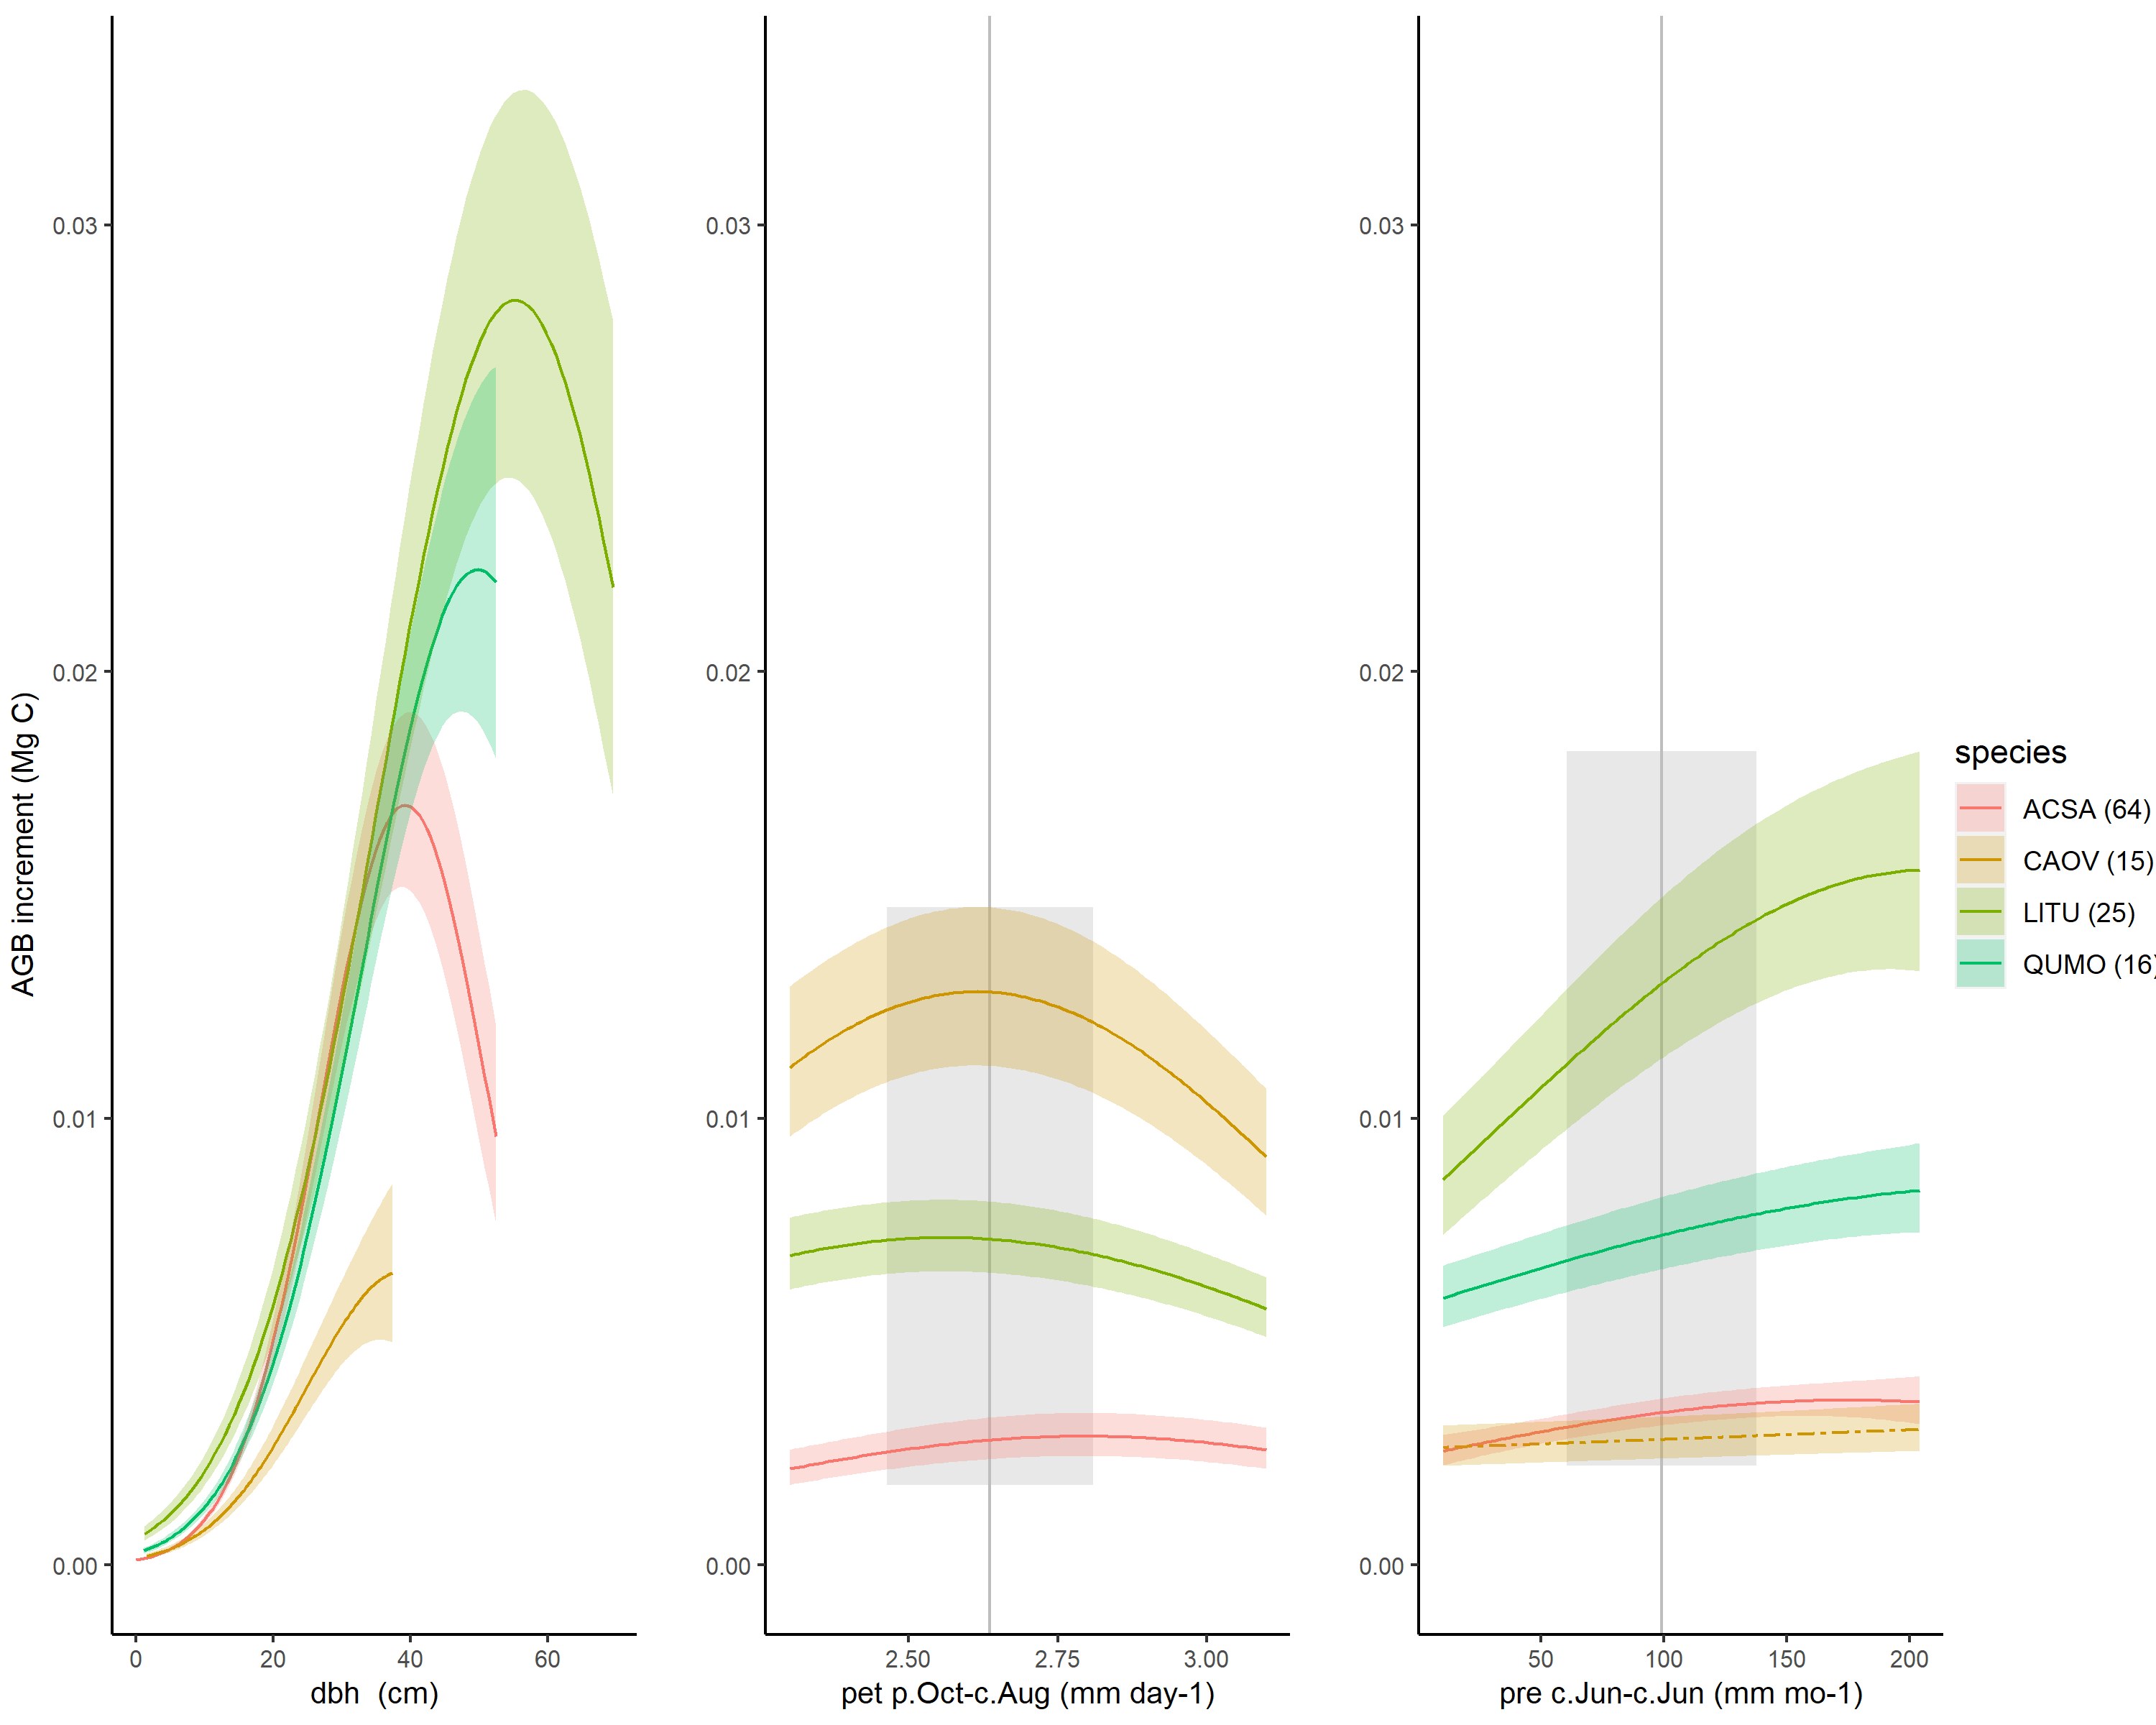 AGB increment (Mg C)
0.03
0.02
0.01
0.00
0 20 40 60
dbh (cm)
0.03
0.02
0.01
0.00
2.50 2.75 3.00
pet p.Oct-c.Aug (mm day-1)
0.03
0.02
0.01
0.00
50 100 150 200
pre c.Jun-c.Jun (mm mo-1)
species
ACSA (64)
CAOV (15)
LITU (25)
QUMO (16)